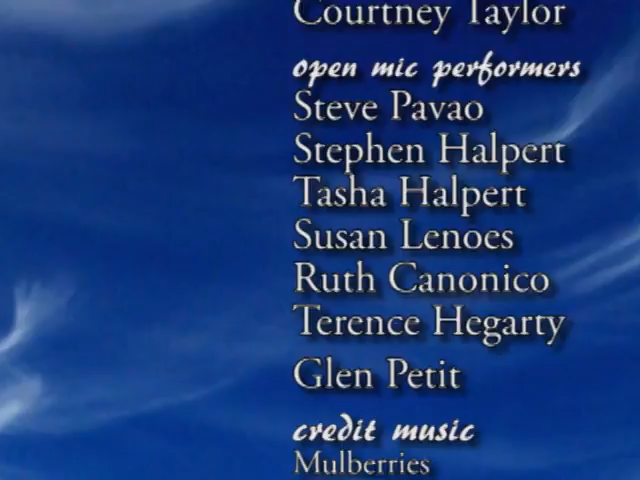 Courtney Taylor
open mic performers
Steve Pavao
Stephen Halpert
Tasha Halpert
Susan Lenoes
Ruth Canonico
Terence Hegarty
Glen Petit
credit music
Mulberries